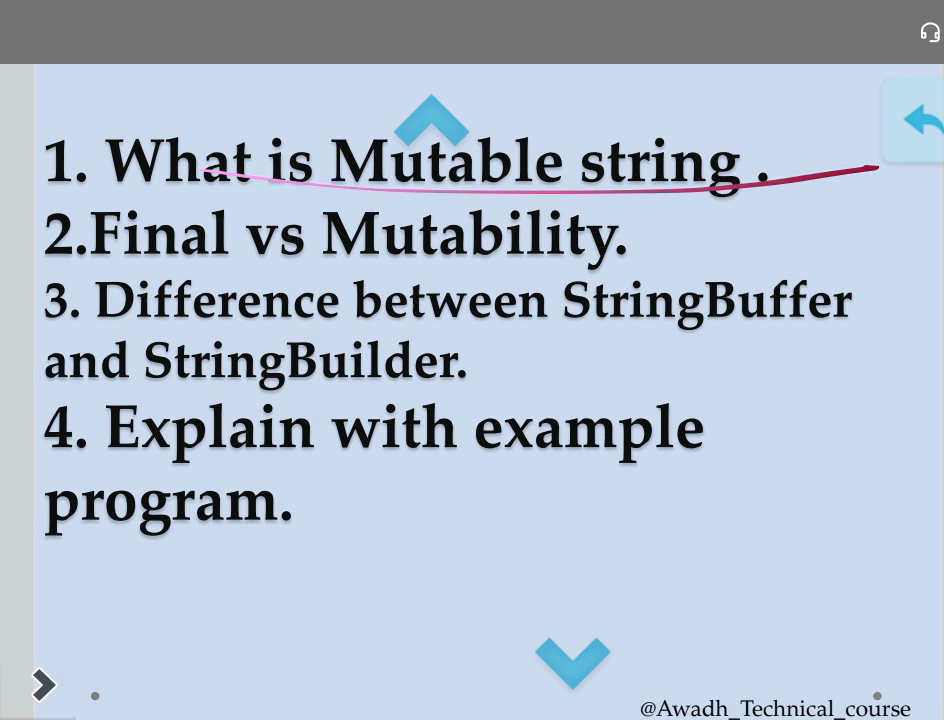 1. What is Mutable string .
2.Final vs Mutability.
3. Difference between StringBuffer
and StringBuilder.
4. Explain with example
program.
@Awadh_Technical_course